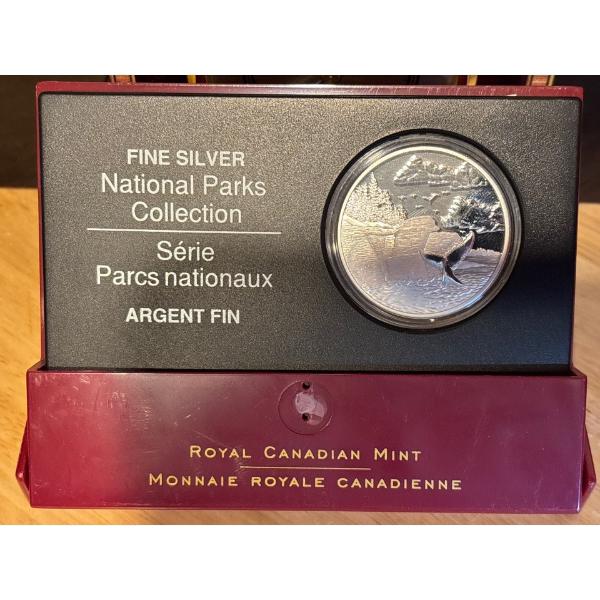 FINE SILVER
National Parks
Collection
Série
Parcs nationaux
ARGENT FIN
ROYAL CANADIAN MINT
MONNAIE ROYALE CANADIENNE